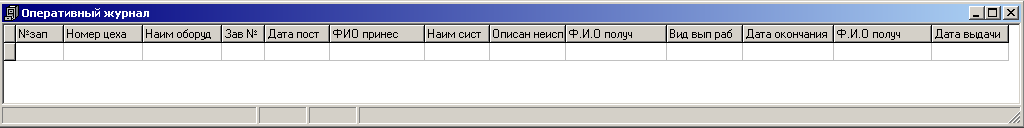 Оперативный журнал
№зап Номер цеха Наим оборуд Зав № Дата пост ФИО принес Наим сист Описан неисп Ф.И.О получ Вид вып раб Дата окончания Ф.И.О получ Дата выдачи